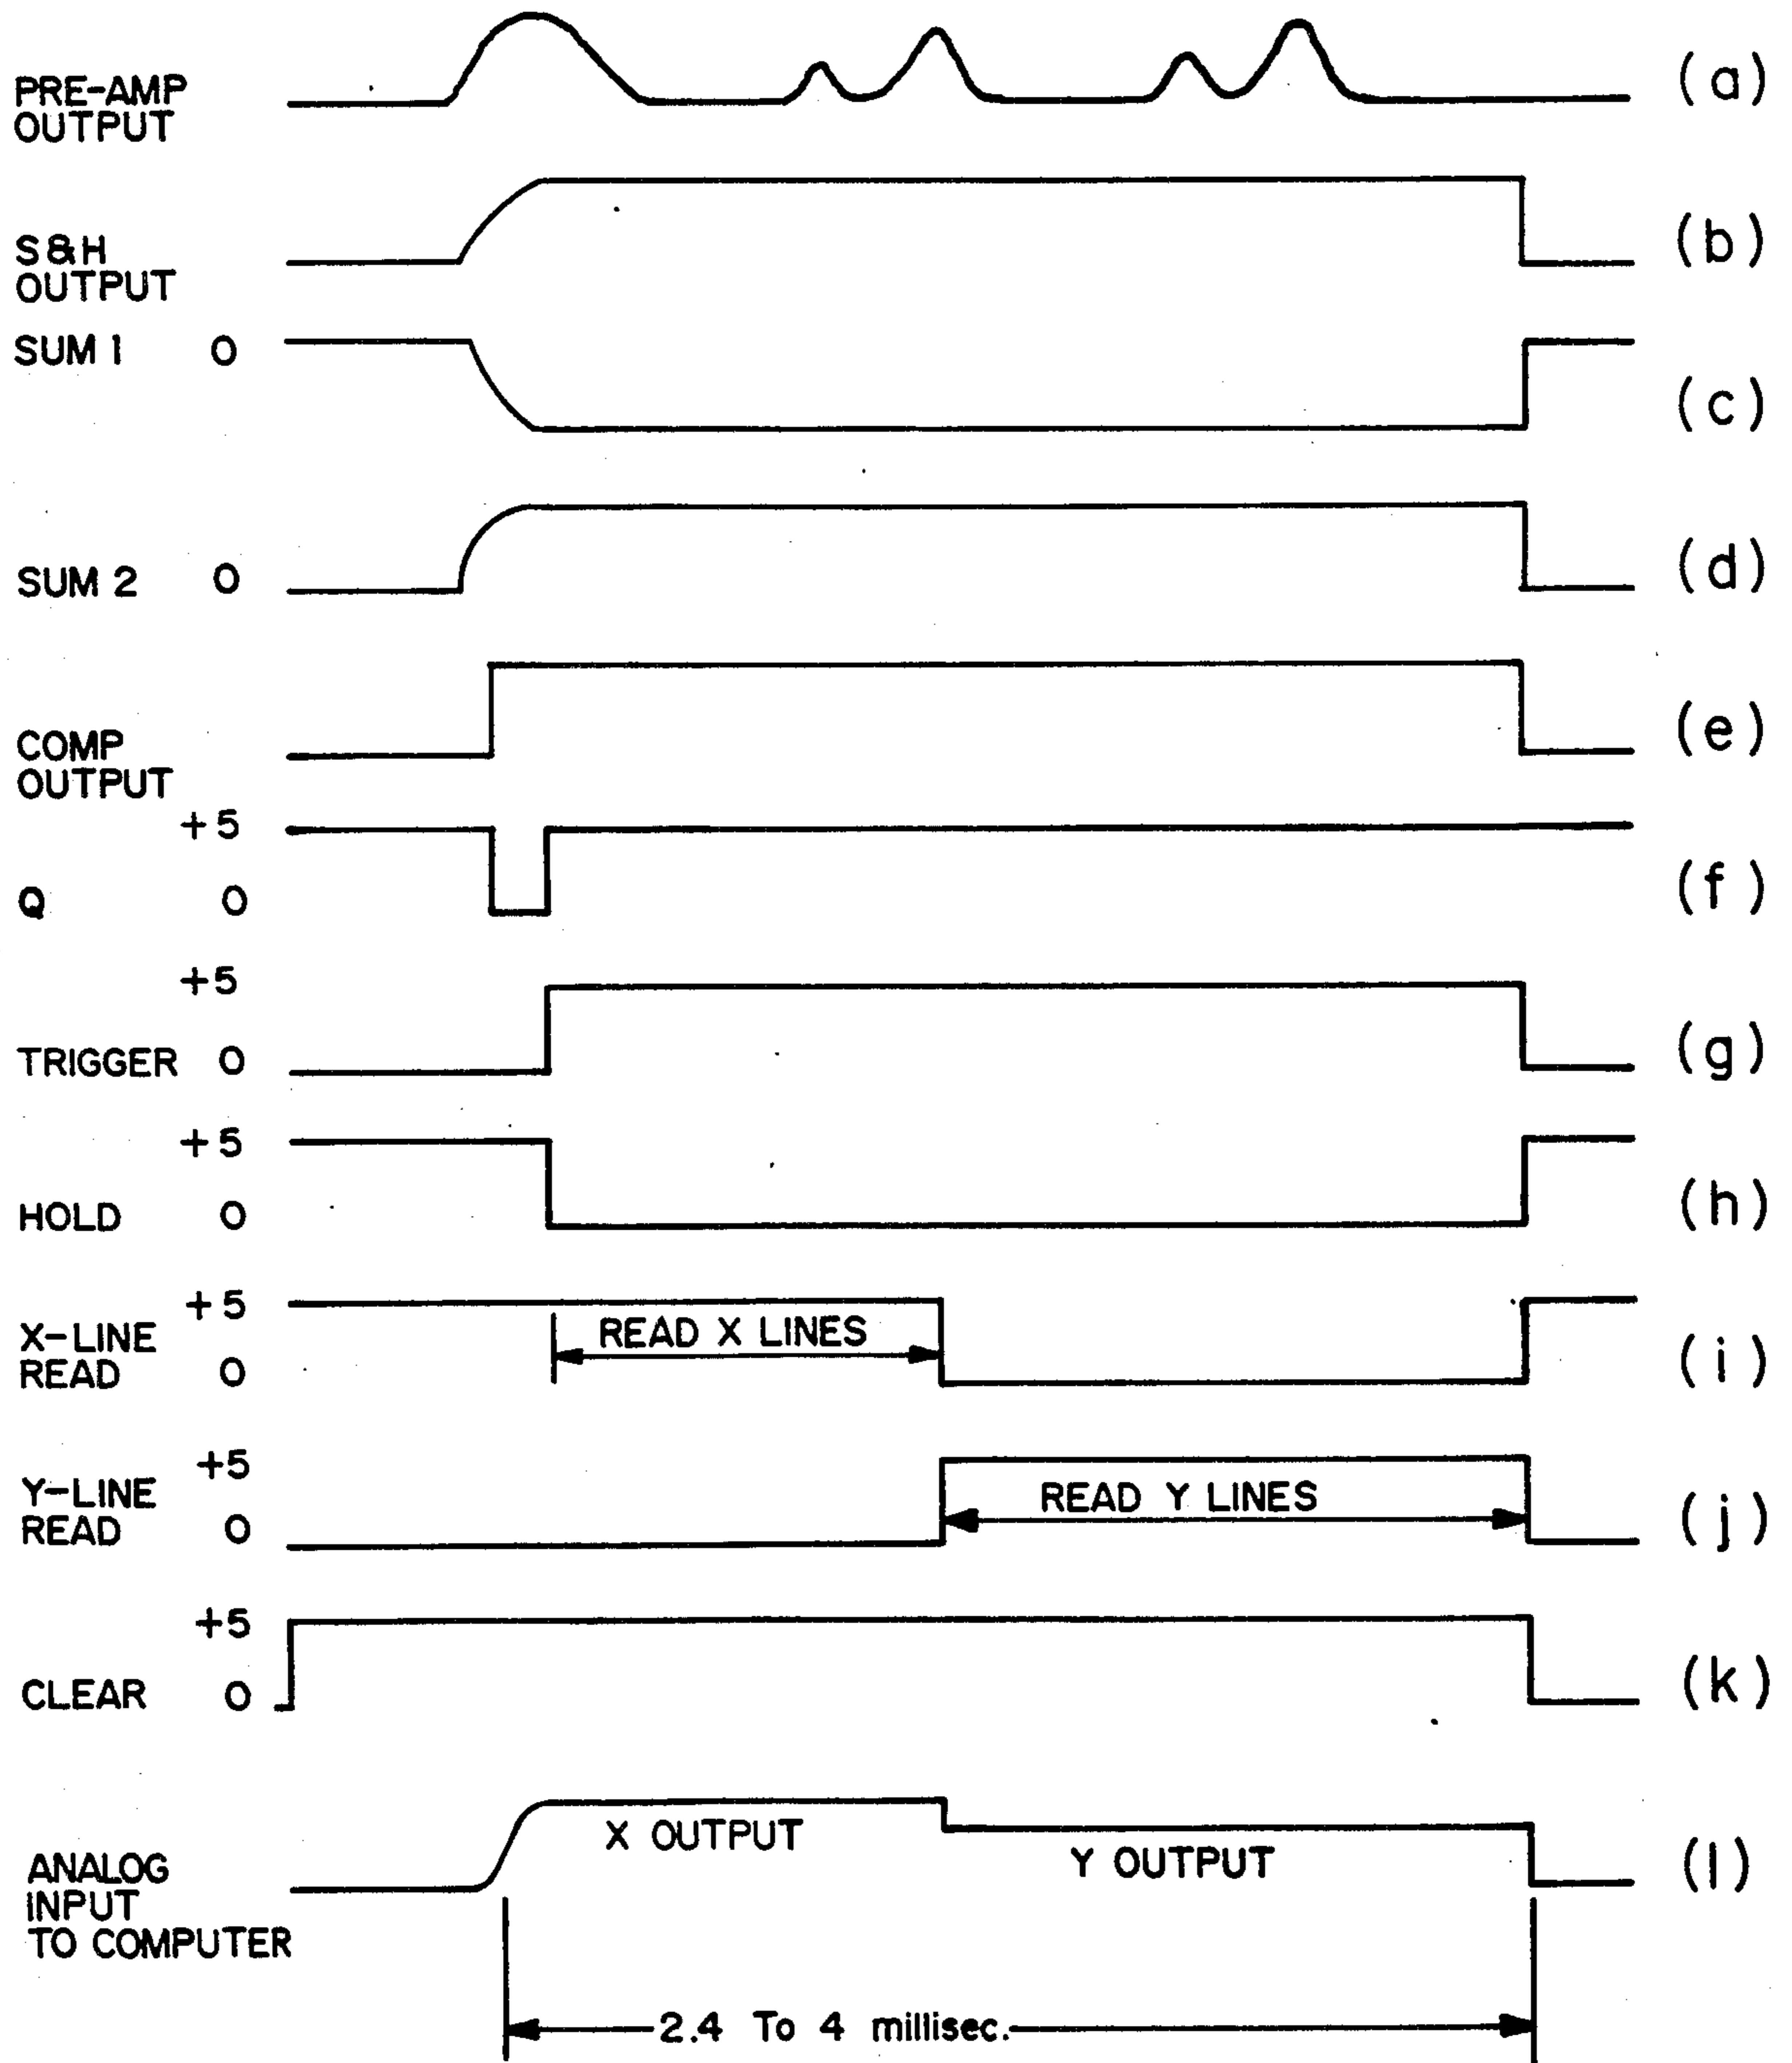 PRE-AMP
OUTPUT
(a)
S&H
OUTPUT
(b)
SUM 1 0
(c)
SUM 2 0
(d)
COMP
OUTPUT
(e)
+5
Q 0
(f)
+5
TRIGGER 0
(g)
+5
HOLD 0
(h)
+5
X-LINE
READ 0
READ X LINES
(i)
+5
Y-LINE
READ 0
READ Y LINES
(j)
+5
CLEAR 0
(k)
X OUTPUT
Y OUTPUT
ANALOG
INPUT
TO COMPUTER
(l)
2.4 To 4 millisec.